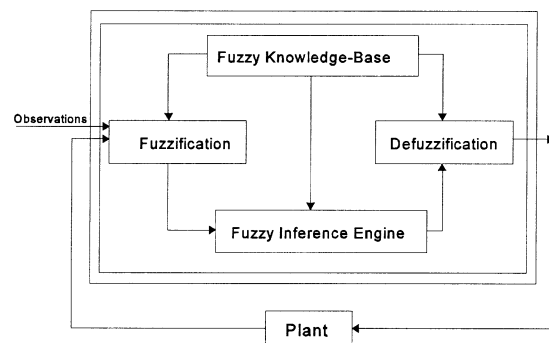 Fuzzy Knowledge-Base
Observations
Fuzzification
Defuzzification
Fuzzy Inference Engine
Plant